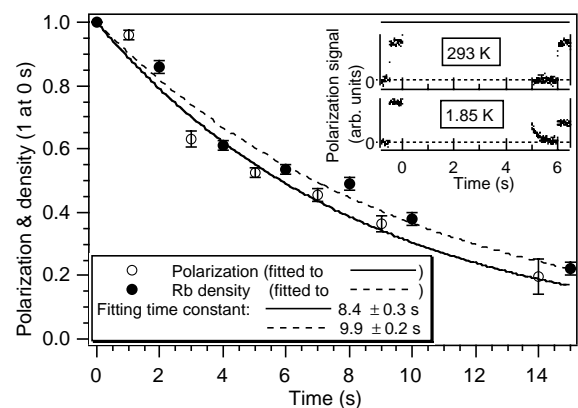 Polarization & density (1 at 0 s)
1.0
0.8
0.6
0.4
0.2
0.0
0 2 4 6 8 10 12 14
Time (s)
Polarization signal
(arb. units)
293 K
0
1.85 K
0
0 2 4 6
Time (s)
Polarization (fitted to )
Rb density (fitted to )
Fitting time constant: 8.4 ± 0.3 s
9.9 ± 0.2 s